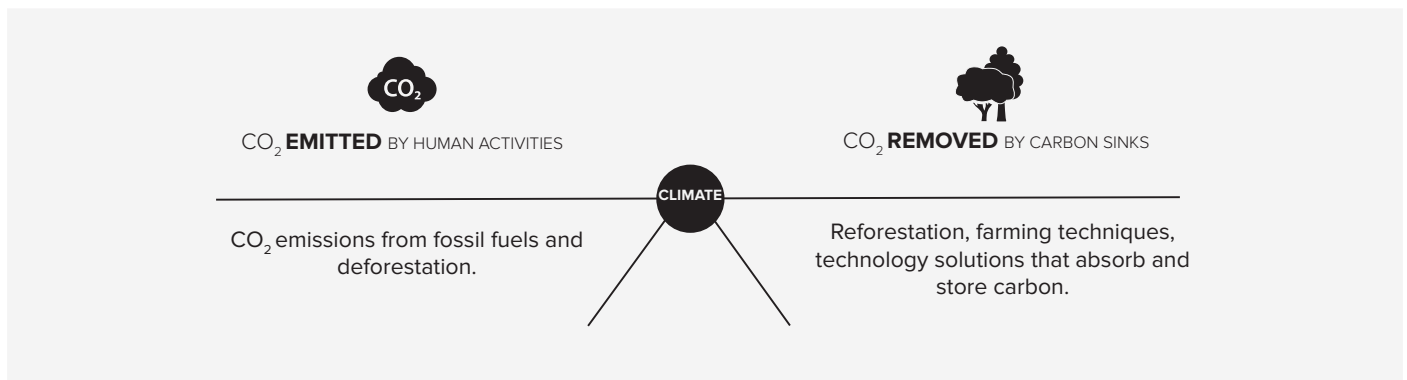 CO₂
CO₂ EMITTED BY HUMAN ACTIVITIES
CO₂ REMOVED BY CARBON SINKS
CLIMATE
CO₂ emissions from fossil fuels and
deforestation.
Reforestation, farming techniques,
technology solutions that absorb and
store carbon.